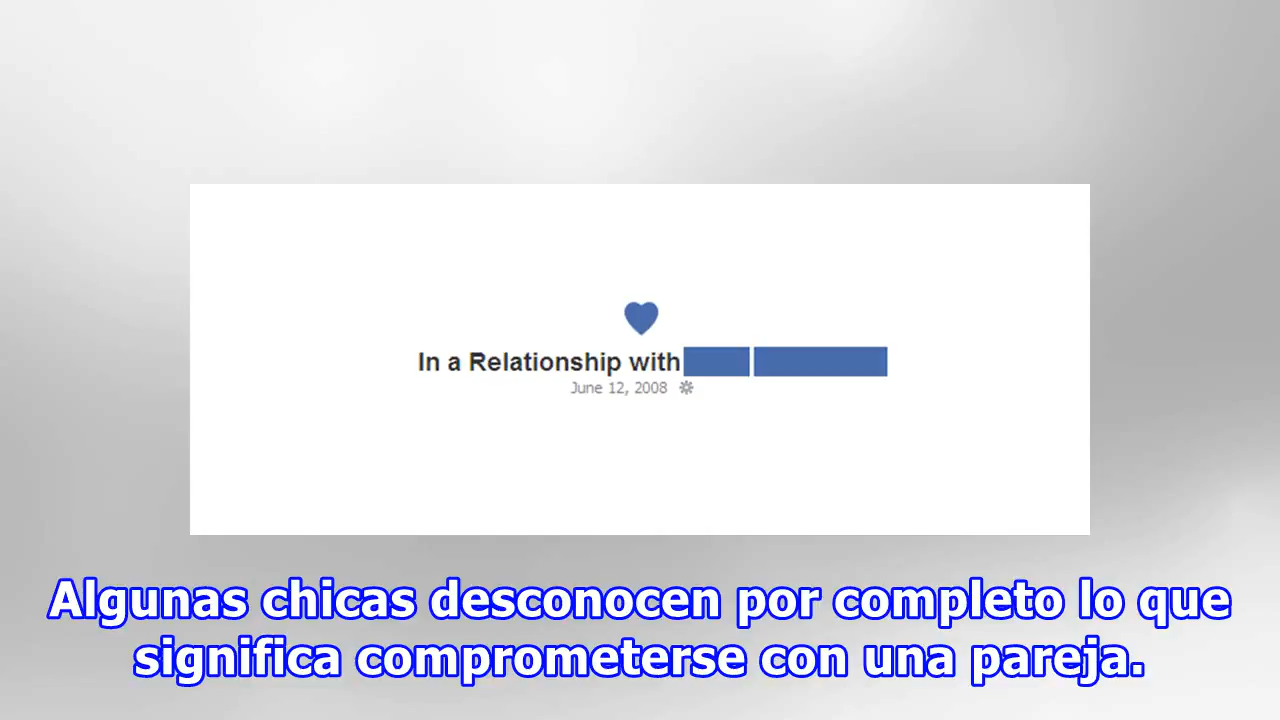 In a Relationship with
June 12, 2008
Algunas chicas desconocen por completo lo que
significa comprometerse con una pareja.